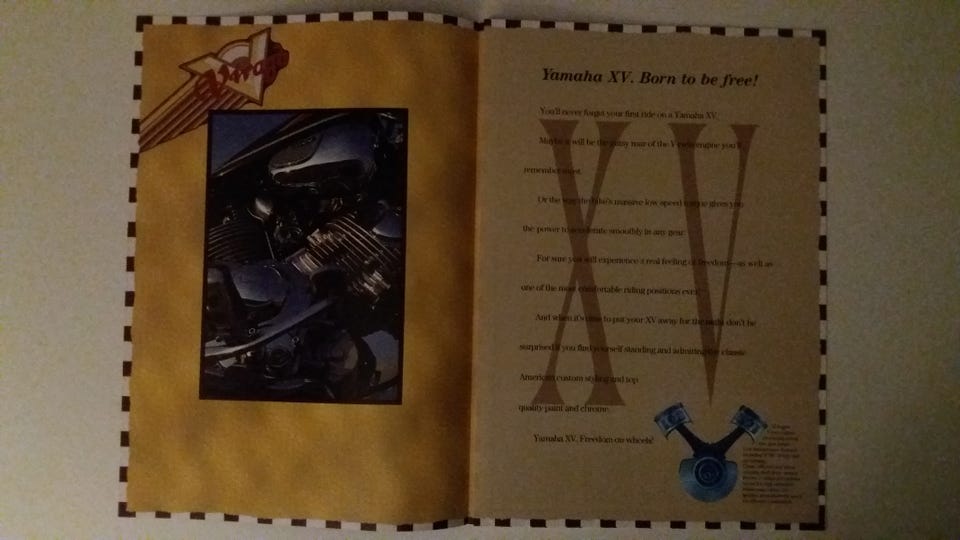 Virago
Yamaha XV. Born to be free!
You'll never forget your first ride on a Yamaha XV.
Maybe it will be the noisy roar of the V-twin engine you'll
remember most.
Or the way the bike's massive low speed torque gives you
the power to accelerate smoothly in any gear.
For sure you will experience a real feeling of freedom—as well as
one of the most comfortable riding positions ever.
And when it's time to put your XV away for the night don't be
surprised if you find yourself standing and admiring the classic
American custom styling and top
quality paint and chrome.
Yamaha XV. Freedom on wheels!
XV